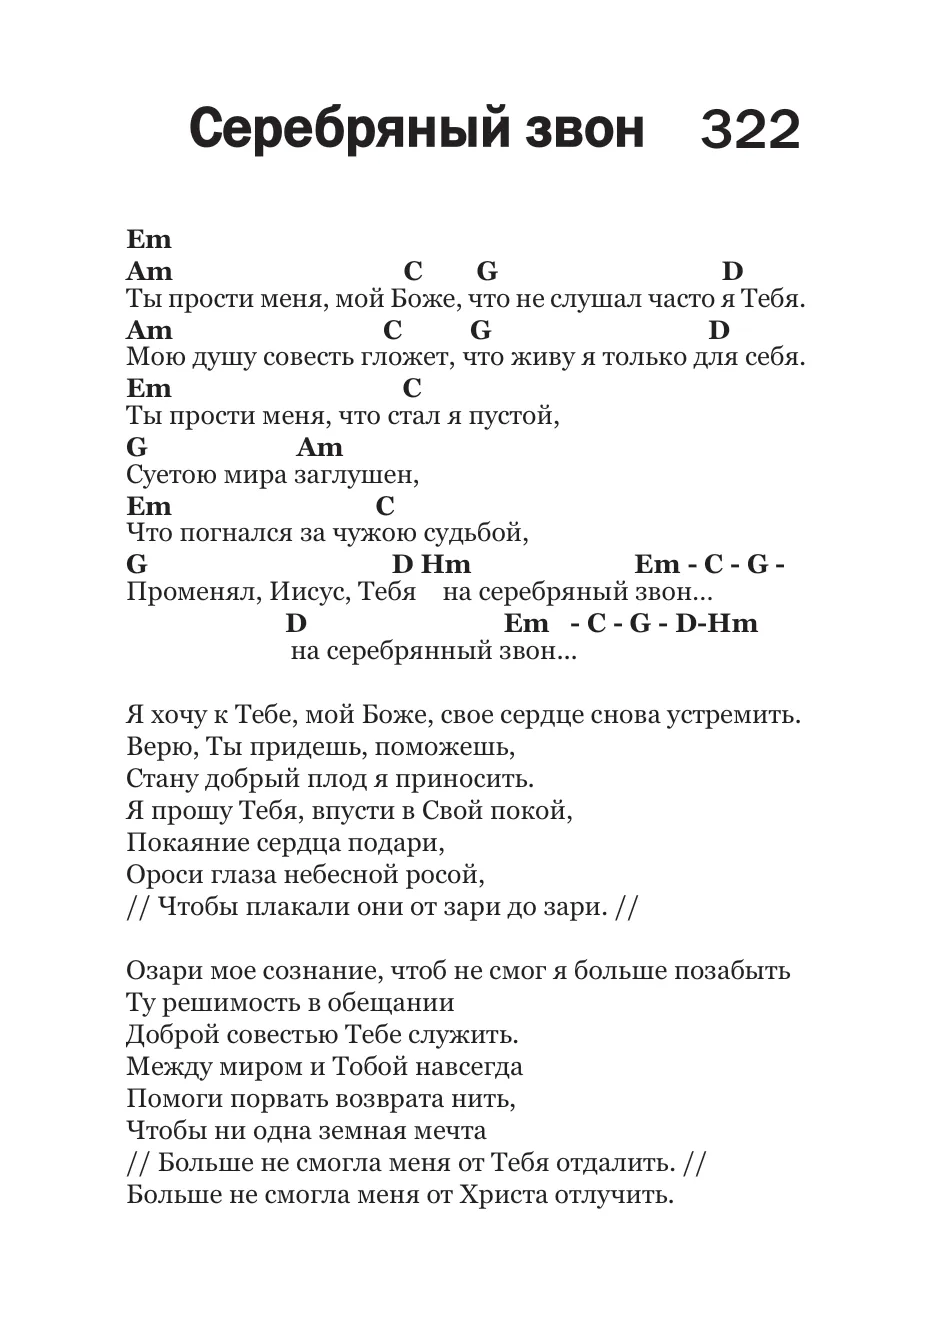 Серебряный звон 322
Em
Am C G D
Ты прости меня, мой Боже, что не слушал часто я Тебя.
Am C G D
Мою душу совесть гложет, что живу я только для себя.
Em C
Ты прости меня, что стал я пустой,
G Am
Суетою мира заглушен,
Em C
Что погнался за чужою судьбой,
G D Hm Em - C - G -
Променял, Иисус, Тебя на серебряный звон...
D Em - C - G - D-Hm
на серебрянный звон...
Я хочу к Тебе, мой Боже, свое сердце снова устремить.
Верю, Ты придешь, поможешь,
Стану добрый плод я приносить.
Я прошу Тебя, впусти в Свой покой,
Покаяние сердца подари,
Ороси глаза небесной росой,
// Чтобы плакали они от зари до зари. //
Озари мое сознание, чтоб не смог я больше позабыть
Ту решимость в обещании
Доброй совестью Тебе служить.
Между миром и Тобой навсегда
Помоги порвать возврата нить,
Чтобы ни одна земная мечта
// Больше не смогла меня от Тебя отдалить. //
Больше не смогла меня от Христа отлучить.